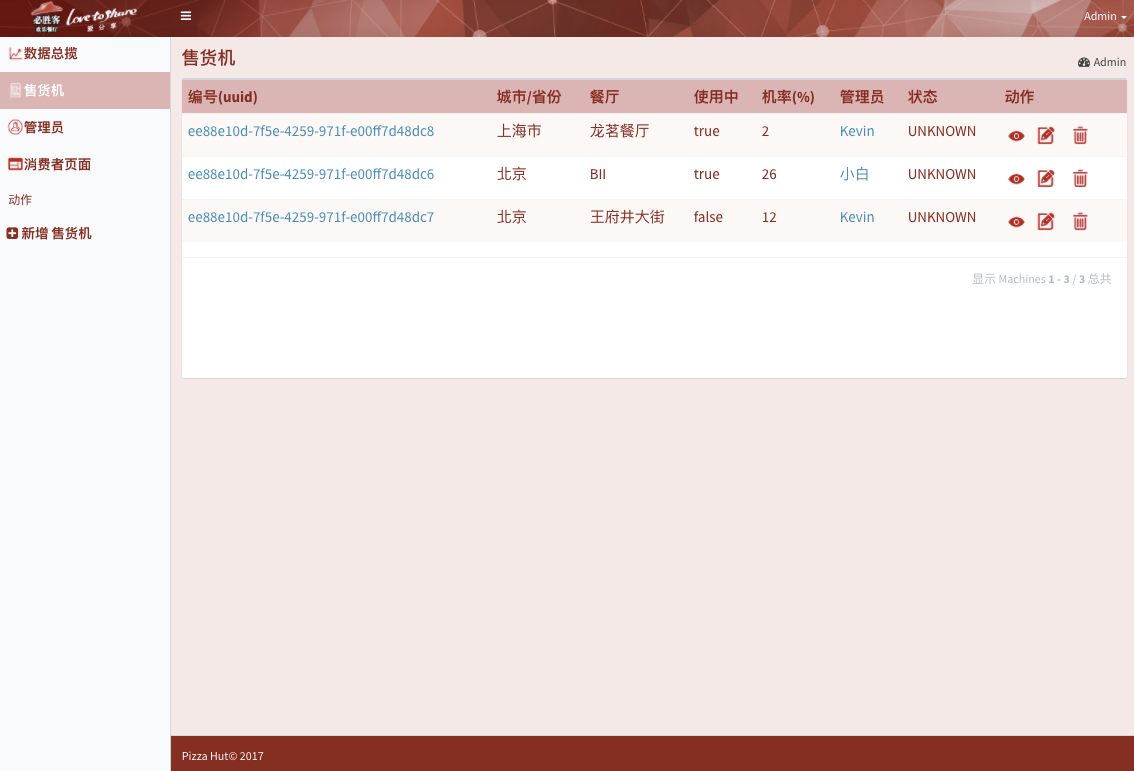 必胜客
欢乐餐厅
Love to share
爱分享
Admin
数据总揽
售货机
管理员
消费者页面
动作
新增 售货机
售货机
Admin
编号(uuid) 城市/省份 餐厅 使用中 机率(%) 管理员 状态 动作
ee88e10d-7f5e-4259-971f-e00ff7d48dc8 上海市 龙茗餐厅 true 2 Kevin UNKNOWN
ee88e10d-7f5e-4259-971f-e00ff7d48dc6 北京 BII true 26 小白 UNKNOWN
ee88e10d-7f5e-4259-971f-e00ff7d48dc7 北京 王府井大街 false 12 Kevin UNKNOWN
显示 Machines 1 - 3 / 3 总共
Pizza Hut© 2017